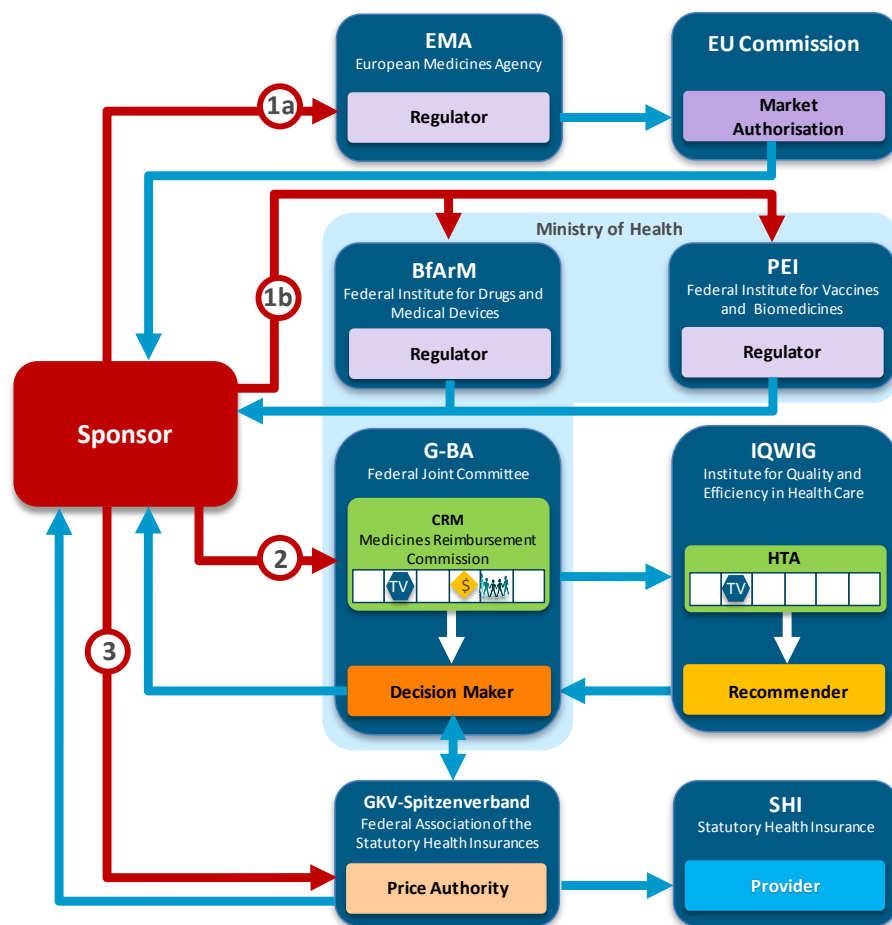 EMA
European Medicines Agency
Regulator
EU Commission
Market
Authorisation
1a
Ministry of Health
BfArM
Federal Institute for Drugs and
Medical Devices
Regulator
PEI
Federal Institute for Vaccines
and Biomedicines
Regulator
1b
Sponsor
G-BA
Federal Joint Committee
CRM
Medicines Reimbursement
Commission
TV
$
Decision Maker
IQWIG
Institute for Quality and
Efficiency in Health Care
HTA
TV
Recommender
2
3
GKV-Spitzenverband
Federal Association of the
Statutory Health Insurances
Price Authority
SHI
Statutory Health Insurance
Provider